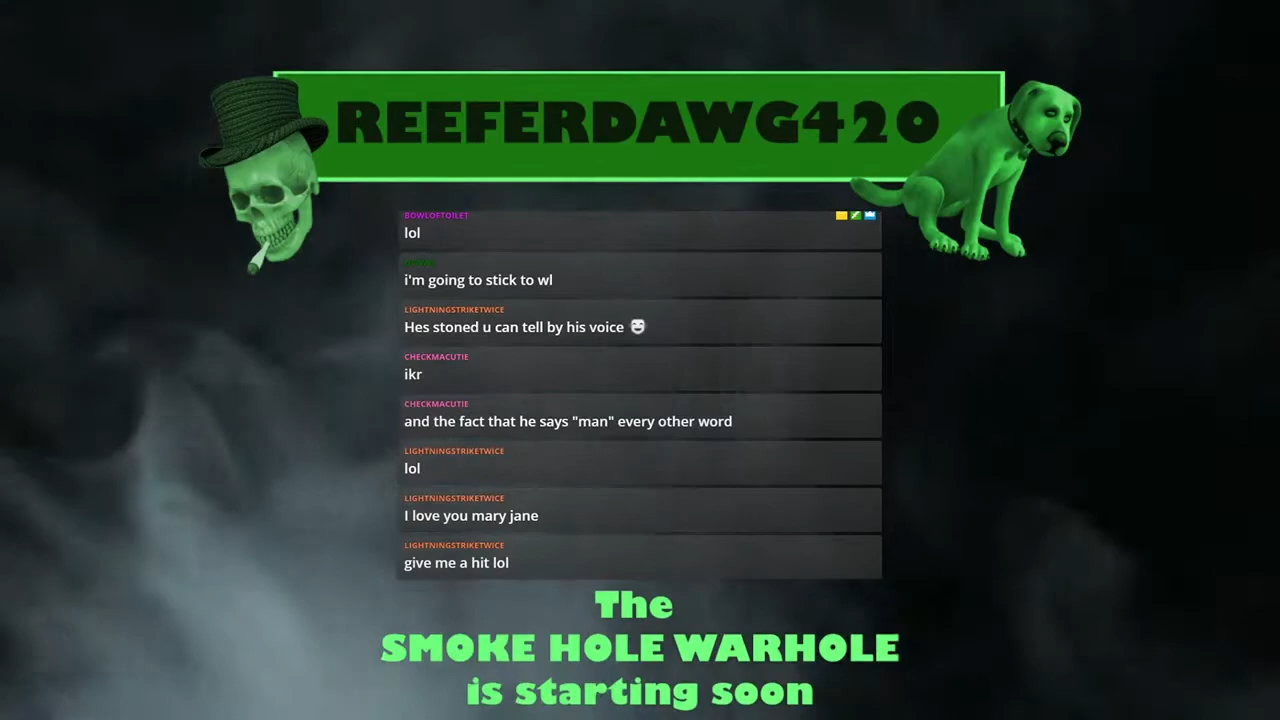 REEFERDAWG420
BOWLOFTOILET
lol
i'm going to stick to wl
LIGHTNINGSTRIKETWICE
Hes stoned u can tell by his voice
CHECKMACUTIE
ikr
CHECKMACUTIE
and the fact that he says "man" every other word
LIGHTNINGSTRIKETWICE
lol
LIGHTNINGSTRIKETWICE
I love you mary jane
LIGHTNINGSTRIKETWICE
give me a hit lol
The
SMOKE HOLE WARHOLE
is starting soon